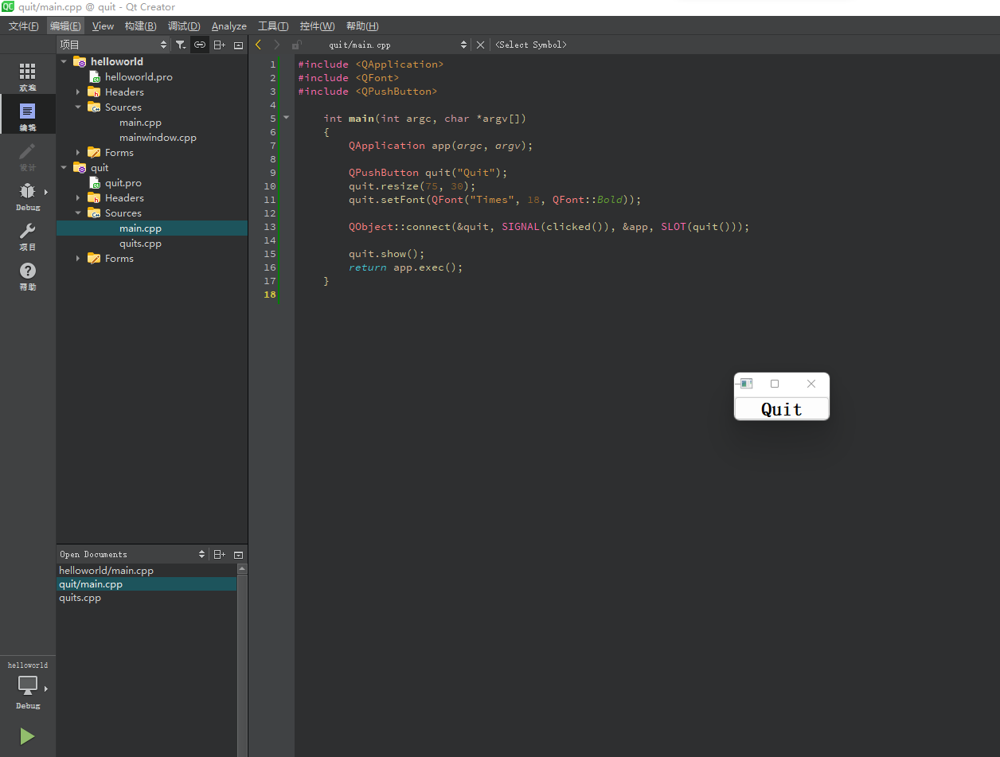 QC quit/main.cpp @ quit - Qt Creator
文件(F) 编辑(E) View 构建(B) 调试(D) Analyze 工具(T) 控件(W) 帮助(H)
项目
quit/main.cpp
<Select Symbol>
欢迎
编辑
设计
Debug
项目
帮助
helloworld
helloworld.pro
Headers
Sources
main.cpp
mainwindow.cpp
Forms
quit
quit.pro
Headers
Sources
main.cpp
quits.cpp
Forms
1 #include <QApplication>
2 #include <QFont>
3 #include <QPushButton>
4
5 int main(int argc, char *argv[])
6 {
7 QApplication app(argc, argv);
8
9 QPushButton quit("Quit");
10 quit.resize(75, 30);
11 quit.setFont(QFont("Times", 18, QFont::Bold));
12
13 QObject::connect(&quit, SIGNAL(clicked()), &app, SLOT(quit()));
14
15 quit.show();
16 return app.exec();
17 }
18
Quit
Open Documents
helloworld/main.cpp
quit/main.cpp
quits.cpp
helloworld
Debug